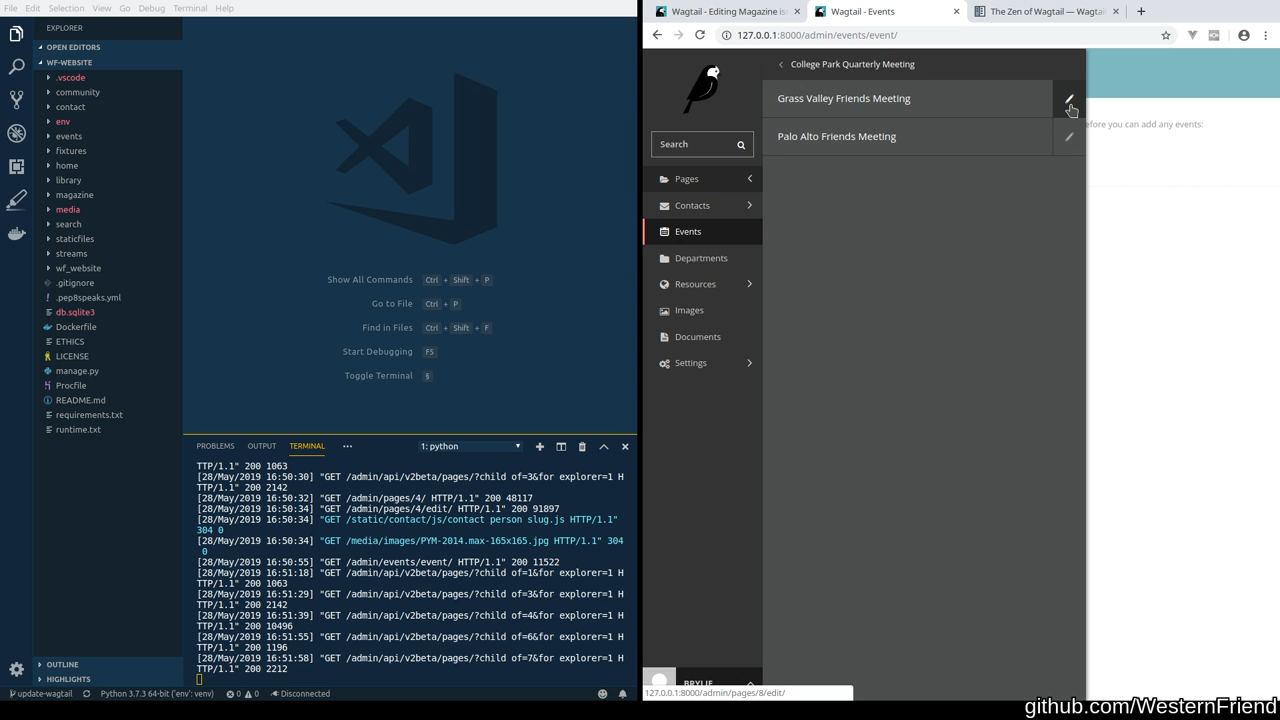 File Edit Selection View Go Debug Terminal Help
EXPLORER
OPEN EDITORS
WF-WEBSITE
.vscode
community
contact
env
events
fixtures
home
library
magazine
media
search
staticfiles
streams
wf_website
.gitignore
.pep8speaks.yml
db.sqlite3
Dockerfile
ETHICS
LICENSE
manage.py
Procfile
README.md
requirements.txt
runtime.txt
OUTLINE
HIGHLIGHTS
Show All Commands Ctrl + Shift + P
Go to File Ctrl + P
Find in Files Ctrl + Shift + F
Start Debugging F5
Toggle Terminal §
PROBLEMS OUTPUT TERMINAL ••• 1: python
TTP/1.1" 200 1063
[28/May/2019 16:50:30] "GET /admin/api/v2beta/pages/?child of=3&for explorer=1 H
TTP/1.1" 200 2142
[28/May/2019 16:50:32] "GET /admin/pages/4/ HTTP/1.1" 200 48117
[28/May/2019 16:50:34] "GET /admin/pages/4/edit/ HTTP/1.1" 200 91897
[28/May/2019 16:50:34] "GET /static/contact/js/contact person slug.js HTTP/1.1"
304 0
[28/May/2019 16:50:34] "GET /media/images/PYM-2014.max-165x165.jpg HTTP/1.1" 304
0
[28/May/2019 16:50:55] "GET /admin/events/event/ HTTP/1.1" 200 11522
[28/May/2019 16:51:18] "GET /admin/api/v2beta/pages/?child of=1&for explorer=1 H
TTP/1.1" 200 1063
[28/May/2019 16:51:29] "GET /admin/api/v2beta/pages/?child of=3&for explorer=1 H
TTP/1.1" 200 2142
[28/May/2019 16:51:39] "GET /admin/api/v2beta/pages/?child of=4&for explorer=1 H
TTP/1.1" 200 10496
[28/May/2019 16:51:55] "GET /admin/api/v2beta/pages/?child of=6&for explorer=1 H
TTP/1.1" 200 1196
[28/May/2019 16:51:58] "GET /admin/api/v2beta/pages/?child of=7&for explorer=1 H
TTP/1.1" 200 2212
update-wagtail Python 3.7.3 64-bit ('env': venv) 0 0 Disconnected
Wagtail - Editing Magazine is
Wagtail - Events
The Zen of Wagtail — Wagtail
127.0.0.1:8000/admin/events/event/
Search
Pages
Contacts
Events
Departments
Resources
Images
Documents
Settings
BRYLIE
College Park Quarterly Meeting
Grass Valley Friends Meeting
Palo Alto Friends Meeting
efore you can add any events:
127.0.0.1:8000/admin/pages/8/edit/
github.com/WesternFriend